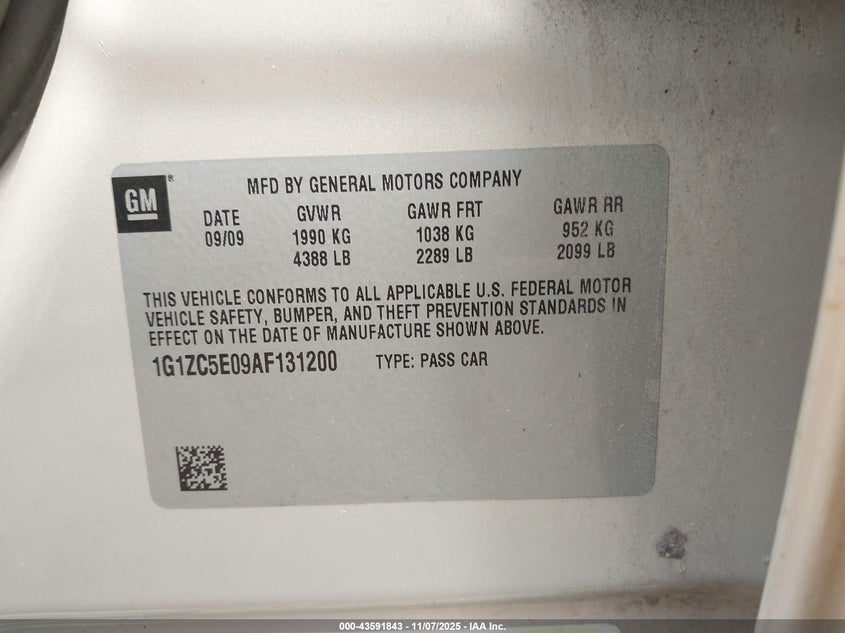 GM®
MFD BY GENERAL MOTORS COMPANY
DATE GVWR GAWR FRT GAWR RR
09/09 1990 KG 1038 KG 952 KG
4388 LB 2289 LB 2099 LB
THIS VEHICLE CONFORMS TO ALL APPLICABLE U.S. FEDERAL MOTOR
VEHICLE SAFETY, BUMPER, AND THEFT PREVENTION STANDARDS IN
EFFECT ON THE DATE OF MANUFACTURE SHOWN ABOVE.
1G1ZC5E09AF131200 TYPE: PASS CAR
000-43591843 - 11/07/2025 - IAA Inc.